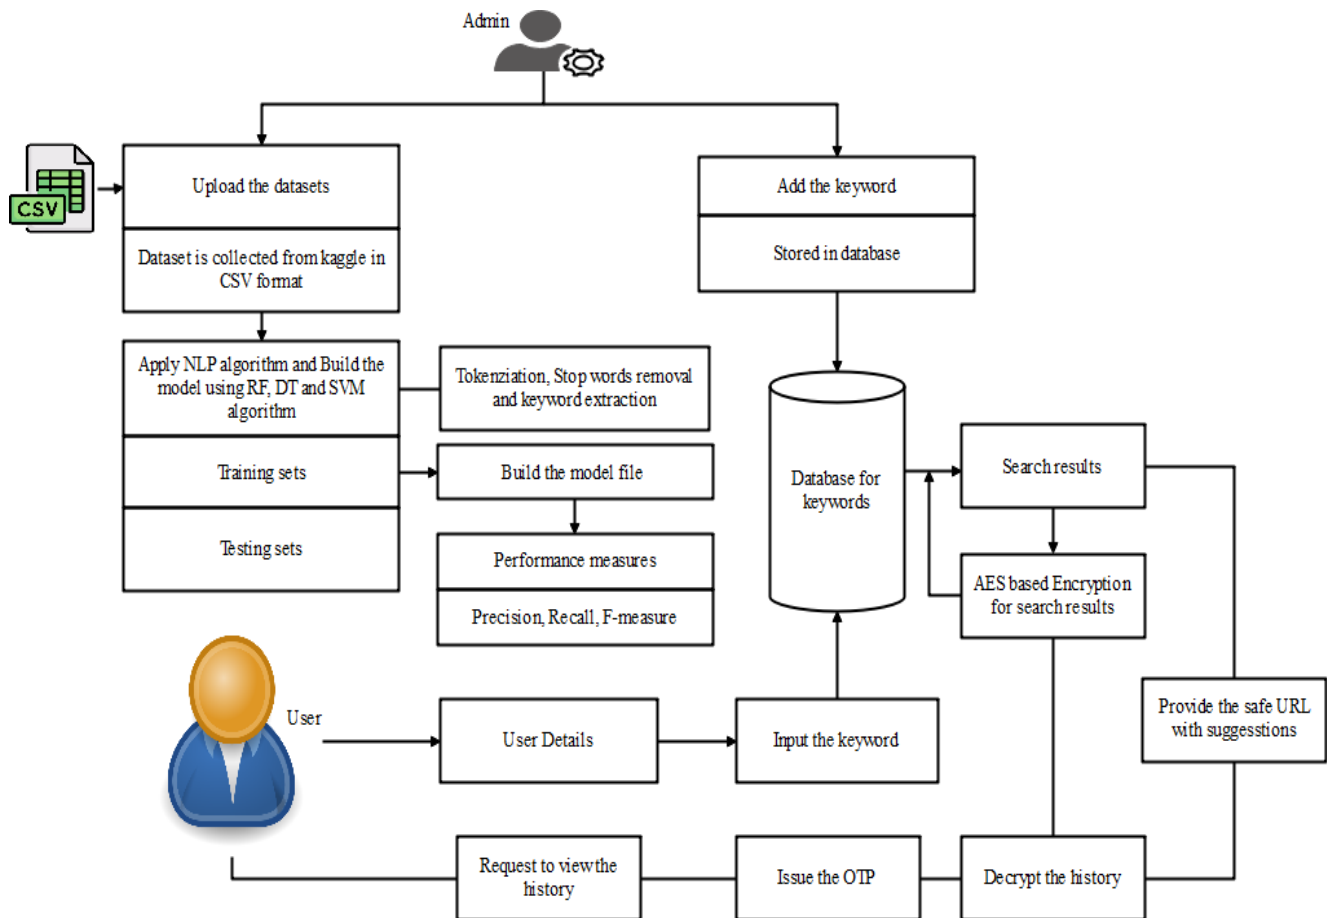 Admin
CSV
Upload the datasets
Dataset is collected from kaggle in
CSV format
Add the keyword
Stored in database
Apply NLP algorithm and Build the
model using RF, DT and SVM
algorithm
Training sets
Testing sets
Tokenziation, Stop words removal
and keyword extraction
Build the model file
Performance measures
Precision, Recall, F-measure
Database for
keywords
Search results
AES based Encryption
for search results
Provide the safe URL
with suggesstions
User
User Details
Input the keyword
Request to view the
history
Issue the OTP
Decrypt the history